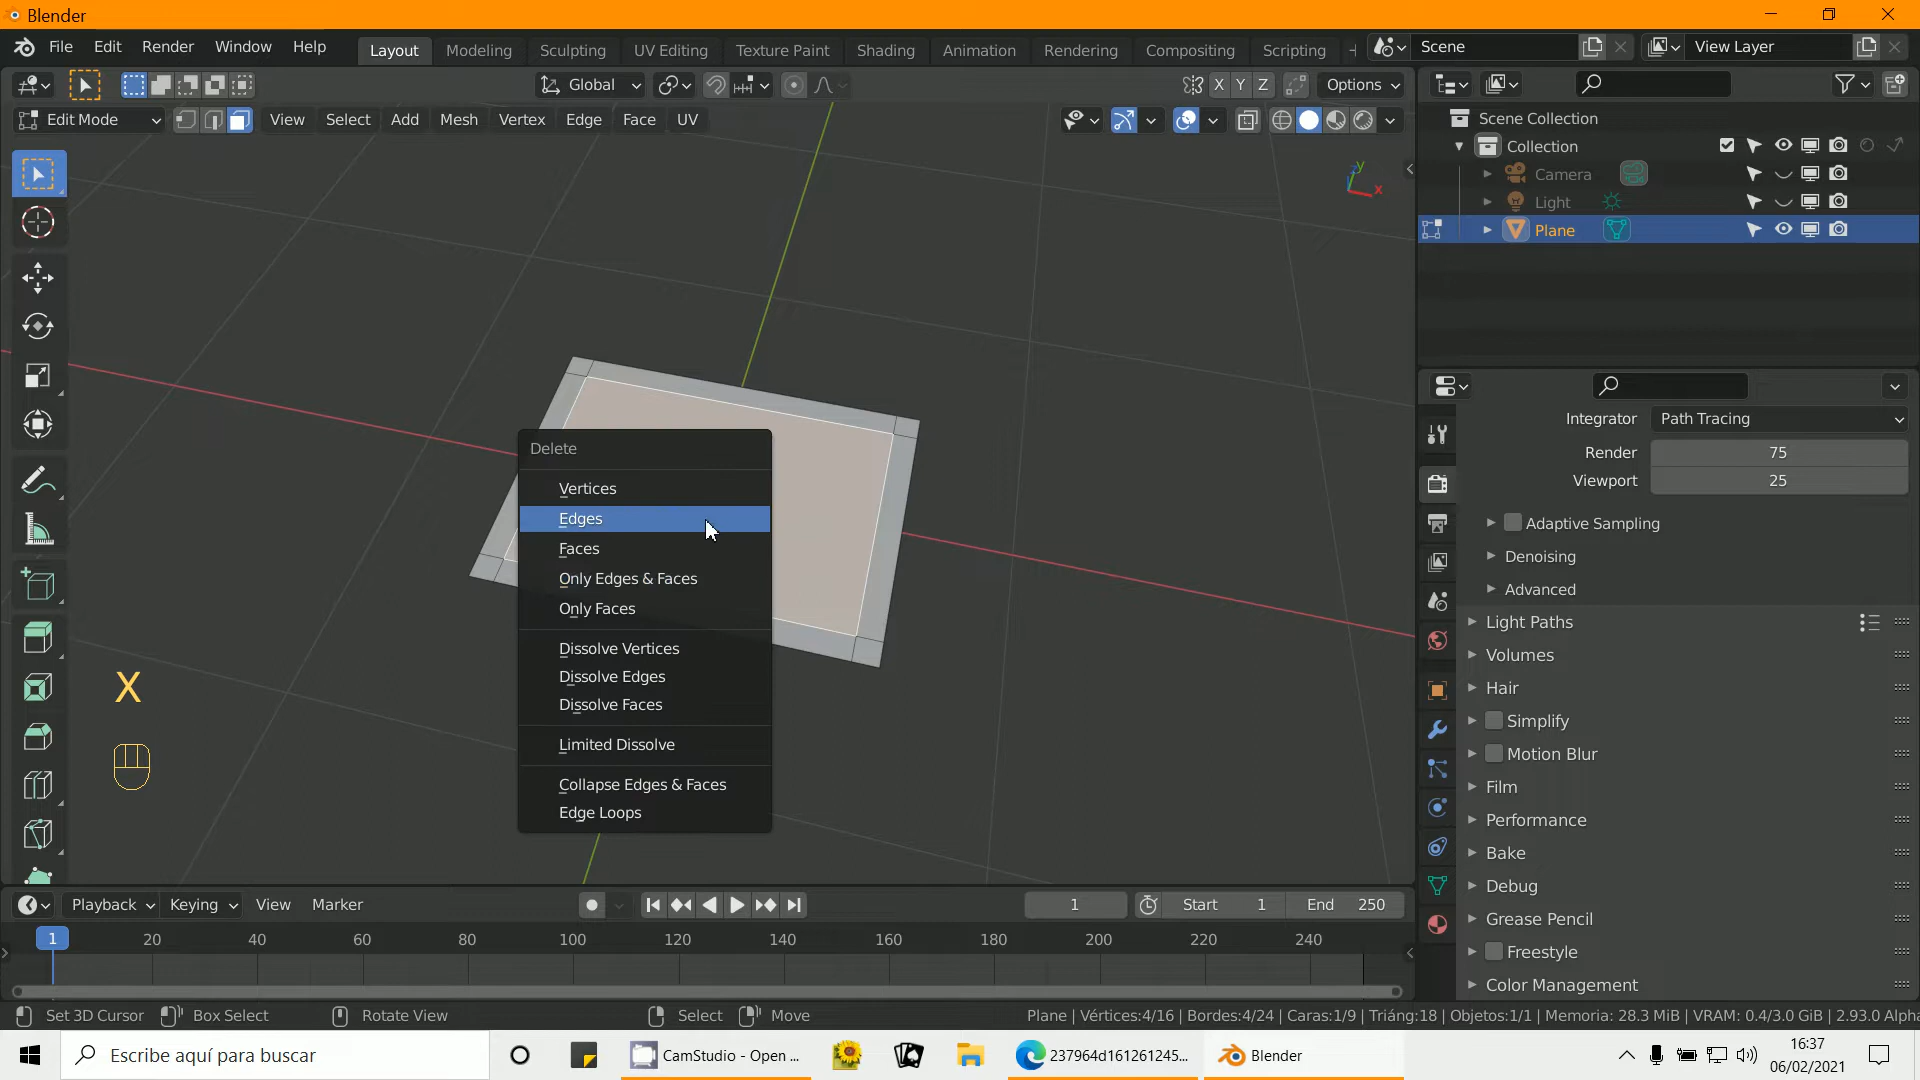 Blender
File Edit Render Window Help Layout Modeling Sculpting UV Editing Texture Paint Shading Animation Rendering Compositing Scripting Scene View Layer
Global X Y Z Options
Edit Mode View Select Add Mesh Vertex Edge Face UV
Scene Collection
Collection
Camera
Light
Plane
Y
Z
X
Integrator Path Tracing
Render 75
Viewport 25
Adaptive Sampling
Denoising
Advanced
Light Paths
Volumes
Hair
Simplify
Motion Blur
Film
Performance
Bake
Debug
Grease Pencil
Freestyle
Color Management
Delete
Vertices
Edges
Faces
Only Edges & Faces
Only Faces
Dissolve Vertices
Dissolve Edges
Dissolve Faces
Limited Dissolve
Collapse Edges & Faces
Edge Loops
X
Playback Keying View Marker 1 Start 1 End 250
1 20 40 60 80 100 120 140 160 180 200 220 240
Set 3D Cursor Box Select Rotate View Select Move Plane | Vértices:4/16 | Bordes:4/24 | Caras:1/9 | Triáng:18 | Objetos:1/1 | Memoria: 28.3 MiB | VRAM: 0.4/3.0 GiB | 2.93.0 Alpha
Escribe aquí para buscar CamStudio - Open ... 237964d161261245... Blender 16:37
06/02/2021